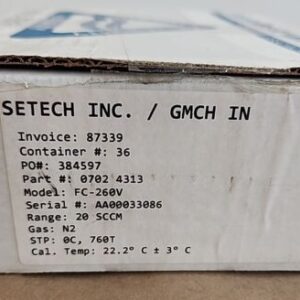 SETECH INC. / GMCH IN
Invoice: 87339
Container #: 36
PO#: 384597
Part #: 0702 4313
Model: FC-260V
Serial #: AA00033086
Range: 20 SCCM
Gas: N2
STP: 0C, 760T
Cal. Temp: 22.2° C ± 3° C